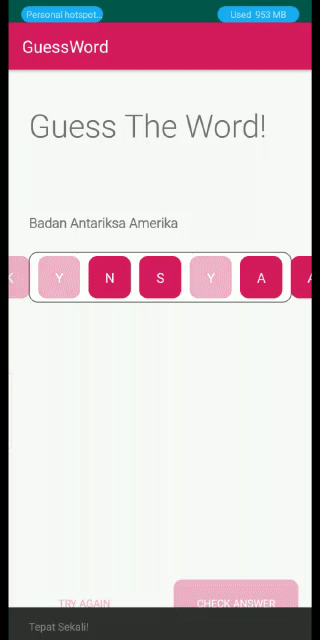 Personal hotspot... Used 953 MB
GuessWord
Guess The Word!
Badan Antariksa Amerika
Y N S Y A
TRY AGAIN CHECK ANSWER
Tepat Sekali!